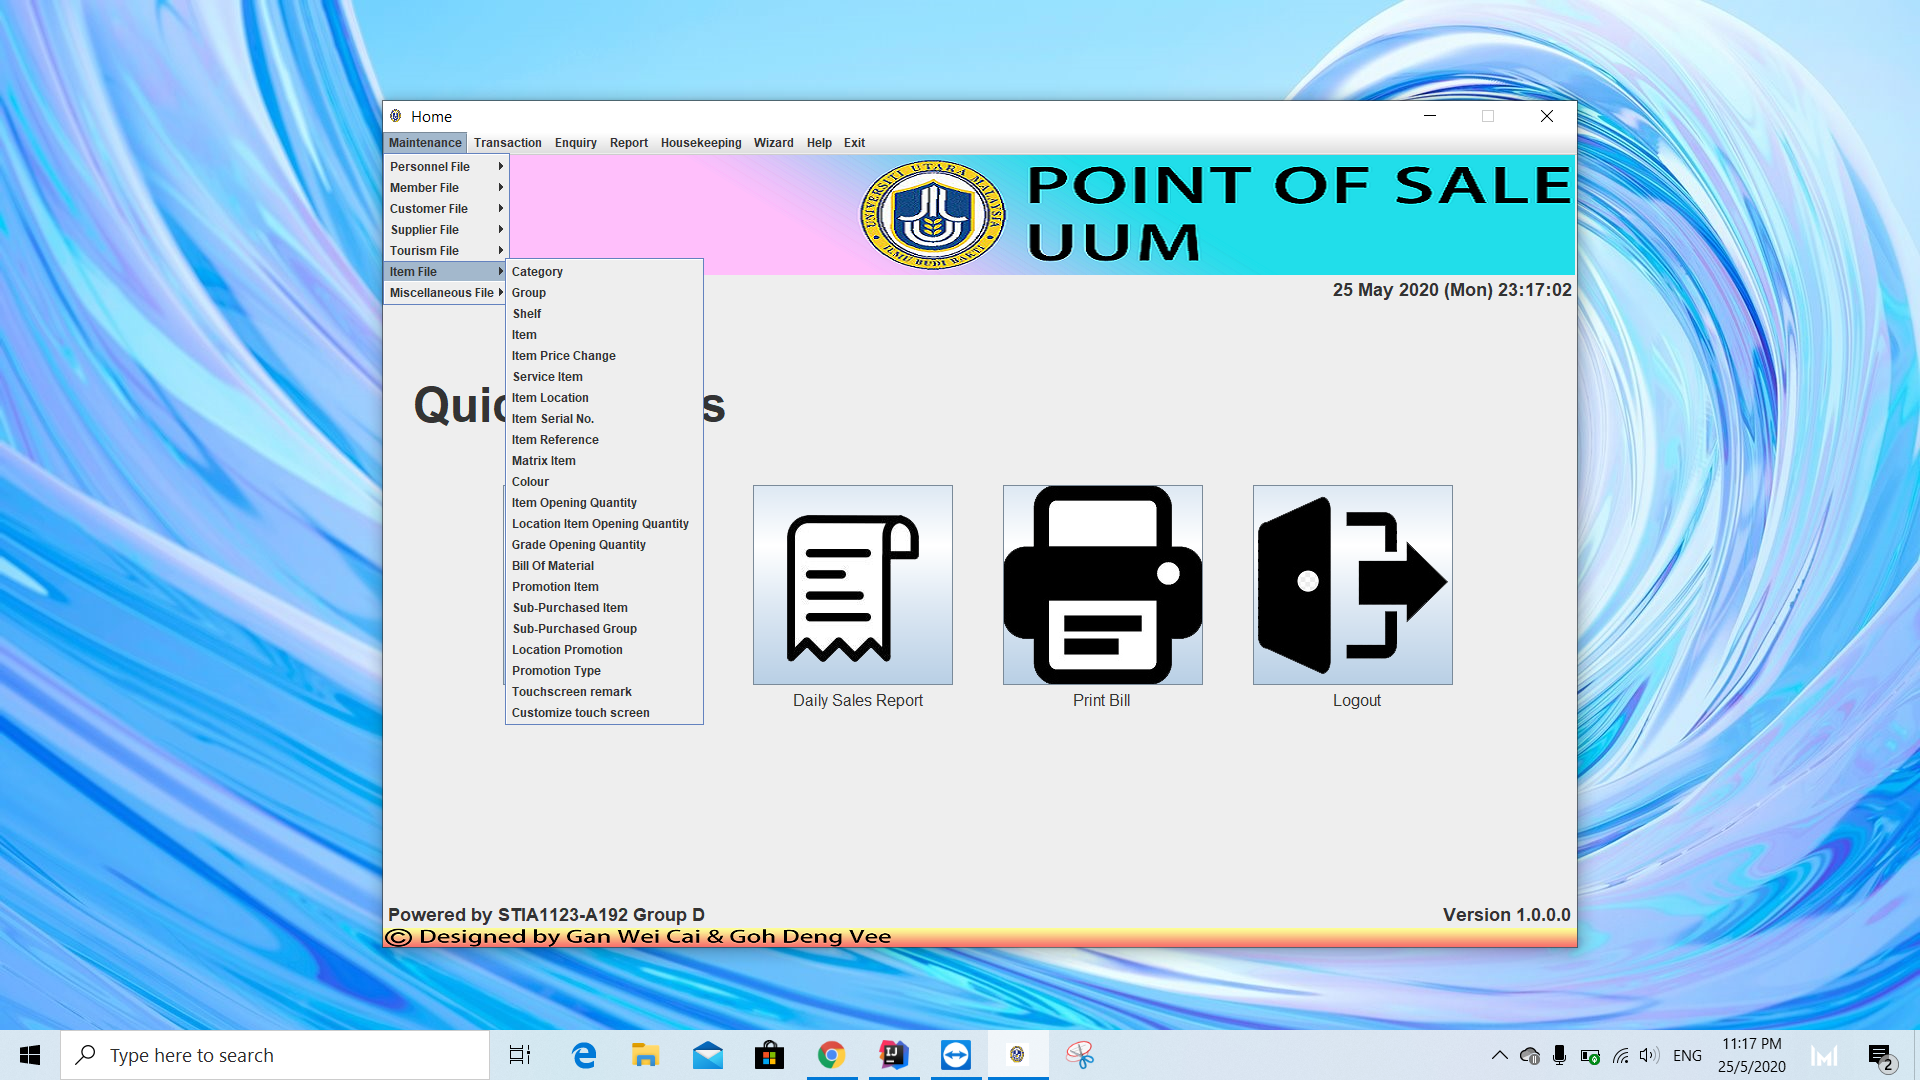 Home
Maintenance Transaction Enquiry Report Housekeeping Wizard Help Exit
Personnel File
Member File
Customer File
Supplier File
Tourism File
Item File
Miscellaneous File
Category
Group
Shelf
Item
Item Price Change
Service Item
Item Location
Item Serial No.
Item Reference
Matrix Item
Colour
Item Opening Quantity
Location Item Opening Quantity
Grade Opening Quantity
Bill Of Material
Promotion Item
Sub-Purchased Item
Sub-Purchased Group
Location Promotion
Promotion Type
Touchscreen remark
Customize touch screen
UNIVERSITI UTARA MALAYSIA
ILMU BUDI BAKTI
POINT OF SALE
UUM
25 May 2020 (Mon) 23:17:02
Daily Sales Report
Print Bill
Logout
Powered by STIA1123-A192 Group D
Version 1.0.0.0
© Designed by Gan Wei Cai & Goh Deng Vee
Type here to search
IJ
ENG
11:17 PM
25/5/2020
2